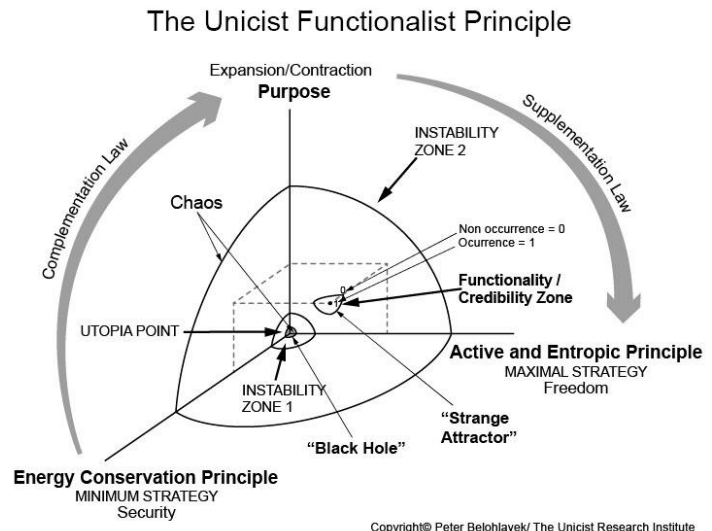 The Unicist Functionalist Principle
Expansion/Contraction
Purpose
Complementation Law
Supplementation Law
INSTABILITY
ZONE 2
Chaos
Non occurrence = 0
Ocurrence = 1
0
1
Functionality /
Credibility Zone
UTOPIA POINT
Active and Entropic Principle
MAXIMAL STRATEGY
Freedom
INSTABILITY
ZONE 1
“Strange
Attractor”
“Black Hole”
Energy Conservation Principle
MINIMUM STRATEGY
Security
Copyright© Peter Belohlavek/ The Unicist Research Institute